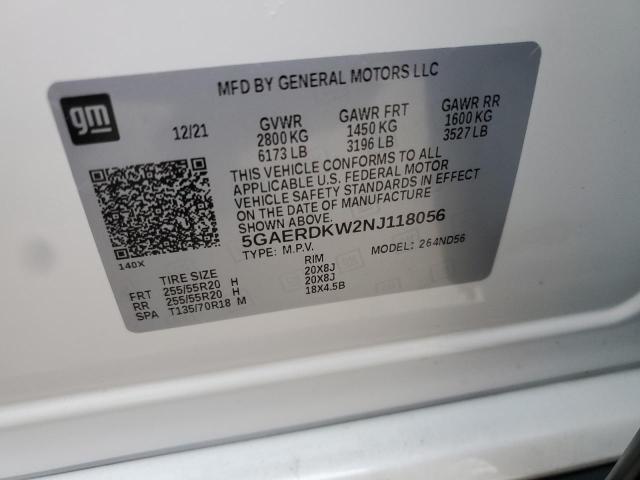 MFD BY GENERAL MOTORS LLC
gm
12/21
GVWR GAWR FRT GAWR RR
2800 KG 1450 KG 1600 KG
6173 LB 3196 LB 3527 LB
THIS VEHICLE CONFORMS TO ALL
APPLICABLE U.S. FEDERAL MOTOR
VEHICLE SAFETY STANDARDS IN EFFECT
ON THE DATE OF MANUFACTURE
SHOWN ABOVE.
5GAERDKW2NJ118056
TYPE: M.P.V. MODEL: 264ND56
140X
TIRE SIZE RIM
FRT 255/55R20 H 20X8J
RR 255/55R20 H 20X8J
SPA T135/70R18 M 18X4.5B